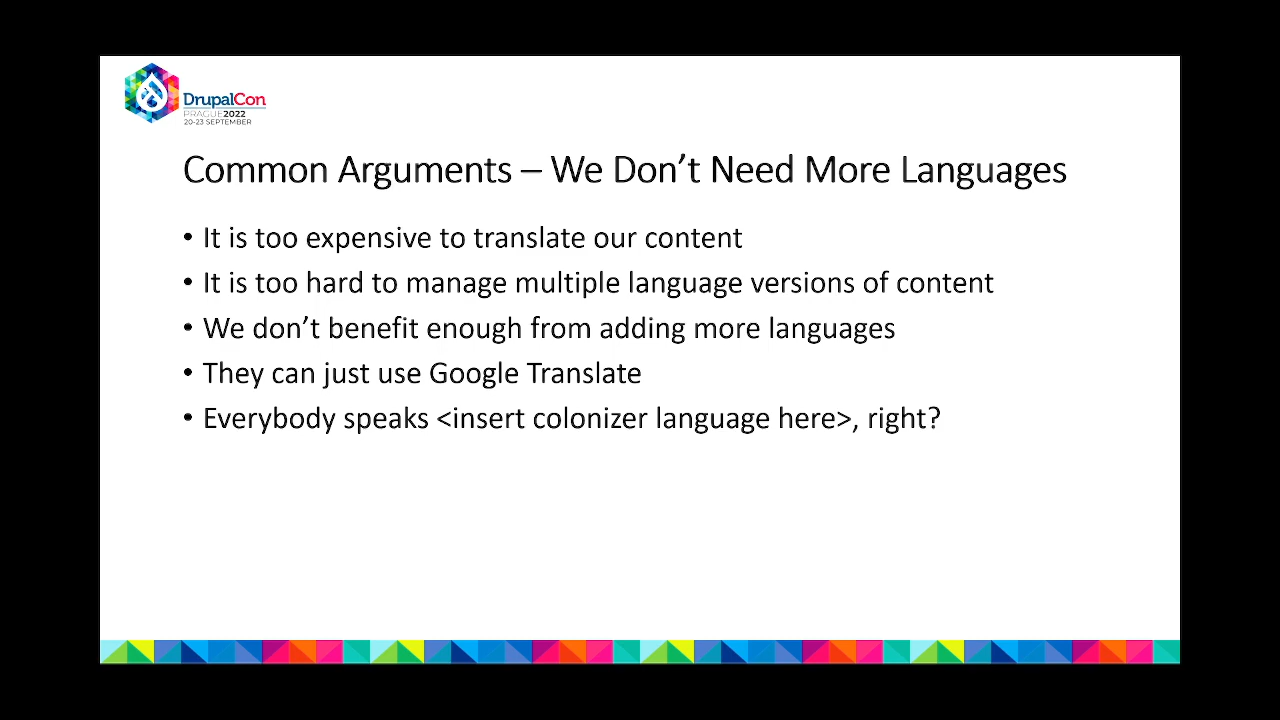 DrupalCon
PRAGUE2022
20-23 SEPTEMBER
Common Arguments – We Don’t Need More Languages
• It is too expensive to translate our content
• It is too hard to manage multiple language versions of content
• We don’t benefit enough from adding more languages
• They can just use Google Translate
• Everybody speaks <insert colonizer language here>, right?